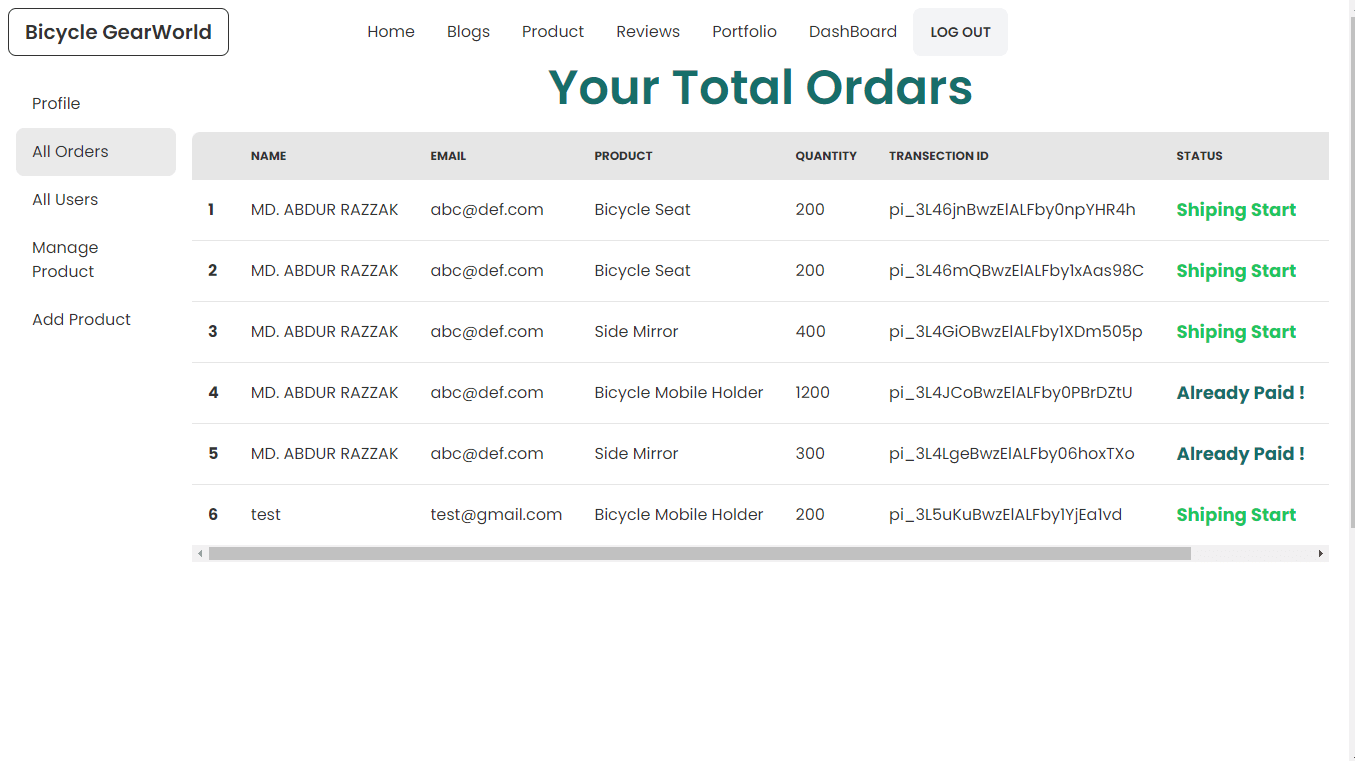 Bicycle GearWorld
Home Blogs Product Reviews Portfolio DashBoard LOG OUT
Your Total Ordars
Profile
All Orders
All Users
Manage
Product
Add Product
NAME EMAIL PRODUCT QUANTITY TRANSECTION ID STATUS
1 MD. ABDUR RAZZAK abc@def.com Bicycle Seat 200 pi_3L46jnBwzElALFby0npYHR4h Shiping Start
2 MD. ABDUR RAZZAK abc@def.com Bicycle Seat 200 pi_3L46mQBwzElALFby1xAas98C Shiping Start
3 MD. ABDUR RAZZAK abc@def.com Side Mirror 400 pi_3L4GiOBwzElALFby1XDm505p Shiping Start
4 MD. ABDUR RAZZAK abc@def.com Bicycle Mobile Holder 1200 pi_3L4JCoBwzElALFby0PBrDZtU Already Paid !
5 MD. ABDUR RAZZAK abc@def.com Side Mirror 300 pi_3L4LgeBwzElALFby06hoxTXo Already Paid !
6 test test@gmail.com Bicycle Mobile Holder 200 pi_3L5uKuBwzElALFby1YjEa1vd Shiping Start